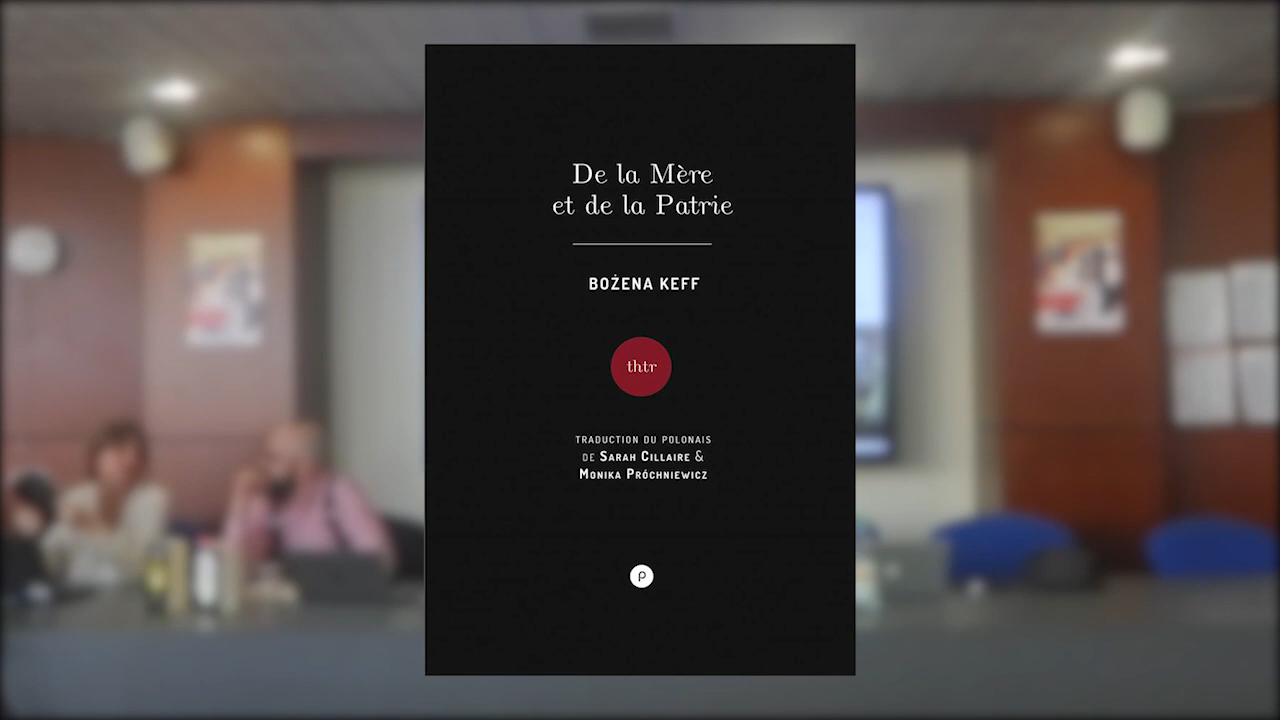 De la Mère
et de la Patrie
BOŻENA KEFF
thtr
TRADUCTION DU POLONAIS
DE SARAH CILLAIRE &
MONIKA PRÓCHNIEWICZ
ρ